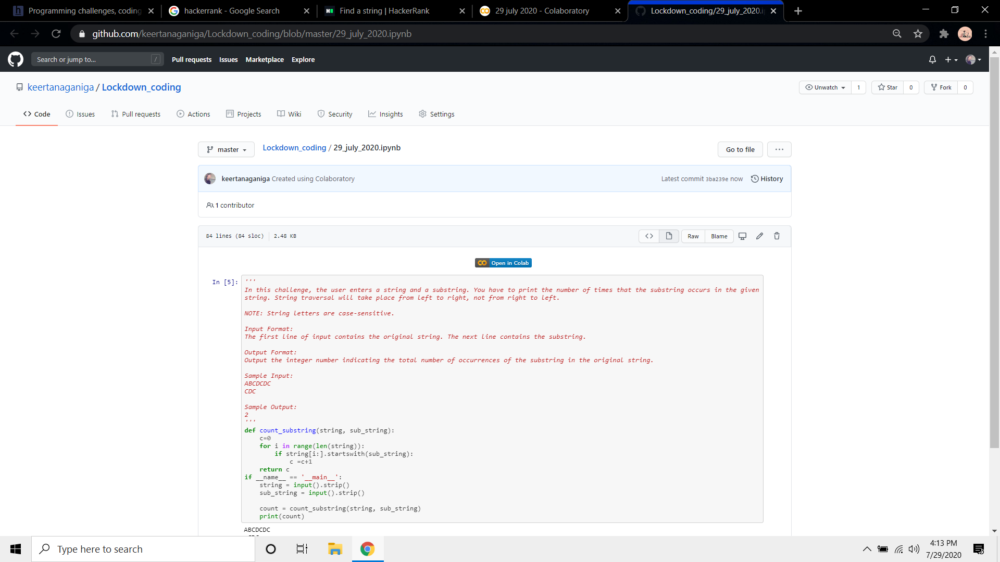 Programming challenges, coding
hackerrank - Google Search
Find a string | HackerRank
29 july 2020 - Colaboratory
Lockdown_coding/29_july_2020.i
github.com/keertanaganiga/Lockdown_coding/blob/master/29_july_2020.ipynb
Search or jump to... /
Pull requests Issues Marketplace Explore
keertanaganiga / Lockdown_coding
Unwatch 1 Star 0 Fork 0
Code Issues Pull requests Actions Projects Wiki Security Insights Settings
master Lockdown_coding / 29_july_2020.ipynb Go to file ...
keertanaganiga Created using Colaboratory Latest commit 3ba239e now History
1 contributor
84 lines (84 sloc) 2.48 KB <> Raw Blame
Open in Colab
In [5]: '''
In this challenge, the user enters a string and a substring. You have to print the number of times that the substring occurs in the given
string. String traversal will take place from left to right, not from right to left.
NOTE: String letters are case-sensitive.
Input Format:
The first line of input contains the original string. The next line contains the substring.
Output Format:
Output the integer number indicating the total number of occurrences of the substring in the original string.
Sample Input:
ABCDCDC
CDC
Sample Output:
2
'''
def count_substring(string, sub_string):
    c=0
    for i in range(len(string)):
        if string[i:].startswith(sub_string):
            c =c+1
    return c
if __name__ == '__main__':
    string = input().strip()
    sub_string = input().strip()
    count = count_substring(string, sub_string)
    print(count)
ABCDCDC
Type here to search
4:13 PM
7/29/2020